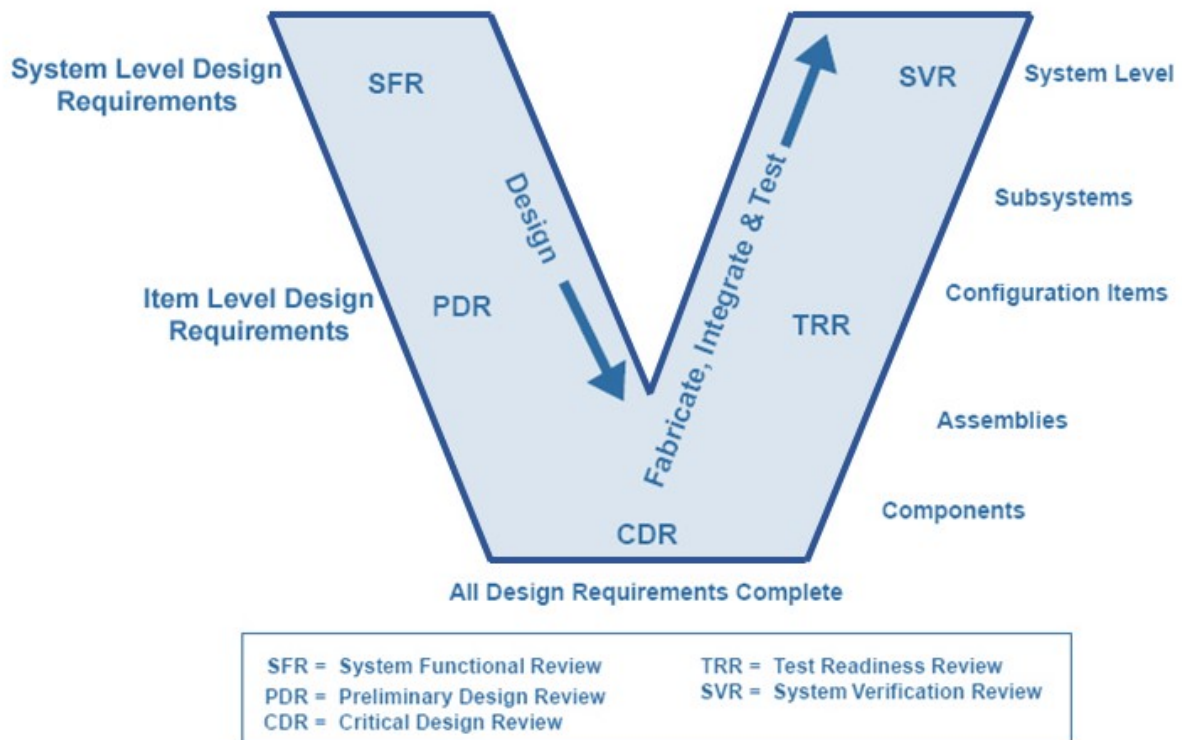 System Level Design
Requirements
SFR
SVR
System Level
Design
Fabricate, Integrate & Test
Subsystems
Item Level Design
Requirements
PDR
TRR
Configuration Items
Assemblies
Components
CDR
All Design Requirements Complete
SFR = System Functional Review
PDR = Preliminary Design Review
CDR = Critical Design Review
TRR = Test Readiness Review
SVR = System Verification Review